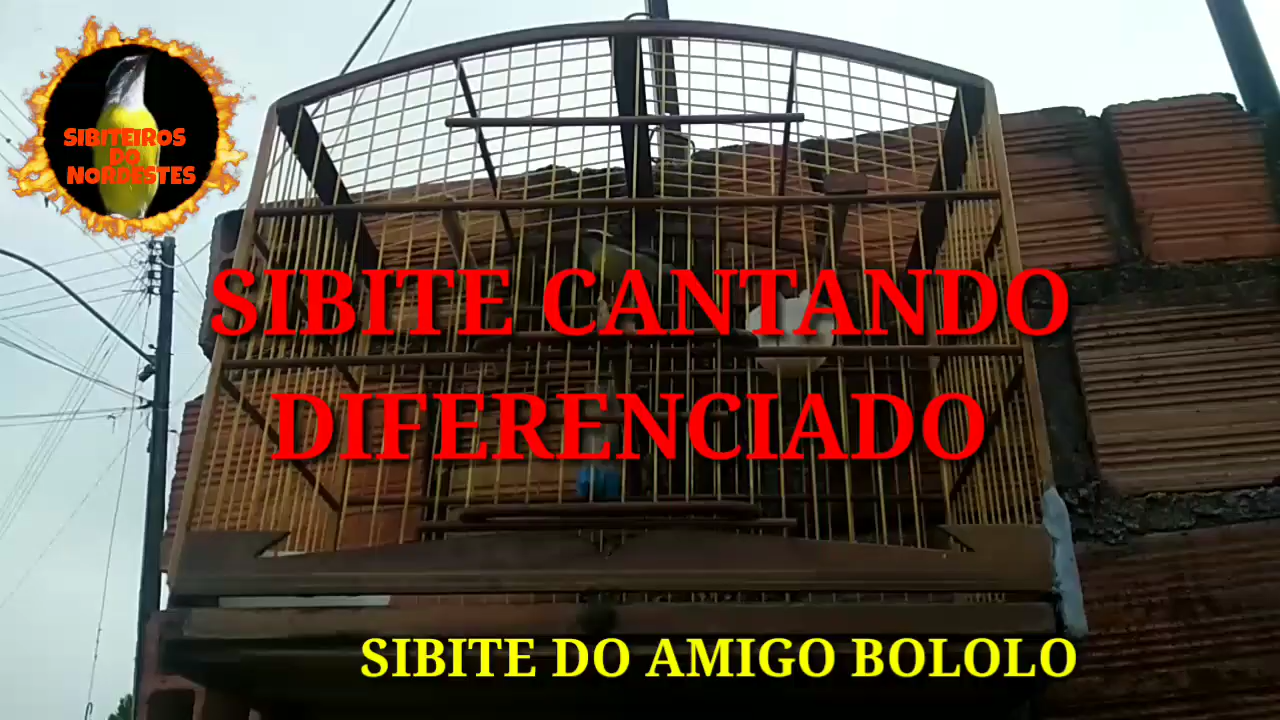 SIBITEIROS
DO
NORDESTES
SIBITE CANTANDO
DIFERENCIADO
SIBITE DO AMIGO BOLOLO